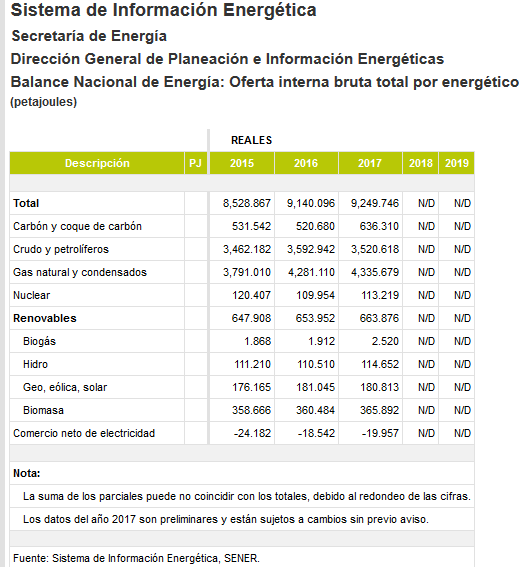 Sistema de Información Energética
Secretaría de Energía
Dirección General de Planeación e Información Energéticas
Balance Nacional de Energía: Oferta interna bruta total por energético
(petajoules)
REALES
Descripción PJ 2015 2016 2017 2018 2019
Total 8,528.867 9,140.096 9,249.746 N/D N/D
Carbón y coque de carbón 531.542 520.680 636.310 N/D N/D
Crudo y petrolíferos 3,462.182 3,592.942 3,520.618 N/D N/D
Gas natural y condensados 3,791.010 4,281.110 4,335.679 N/D N/D
Nuclear 120.407 109.954 113.219 N/D N/D
Renovables 647.908 653.952 663.876 N/D N/D
Biogás 1.868 1.912 2.520 N/D N/D
Hidro 111.210 110.510 114.652 N/D N/D
Geo, eólica, solar 176.165 181.045 180.813 N/D N/D
Biomasa 358.666 360.484 365.892 N/D N/D
Comercio neto de electricidad -24.182 -18.542 -19.957 N/D N/D
Nota:
La suma de los parciales puede no coincidir con los totales, debido al redondeo de las cifras.
Los datos del año 2017 son preliminares y están sujetos a cambios sin previo aviso.
Fuente: Sistema de Información Energética, SENER.